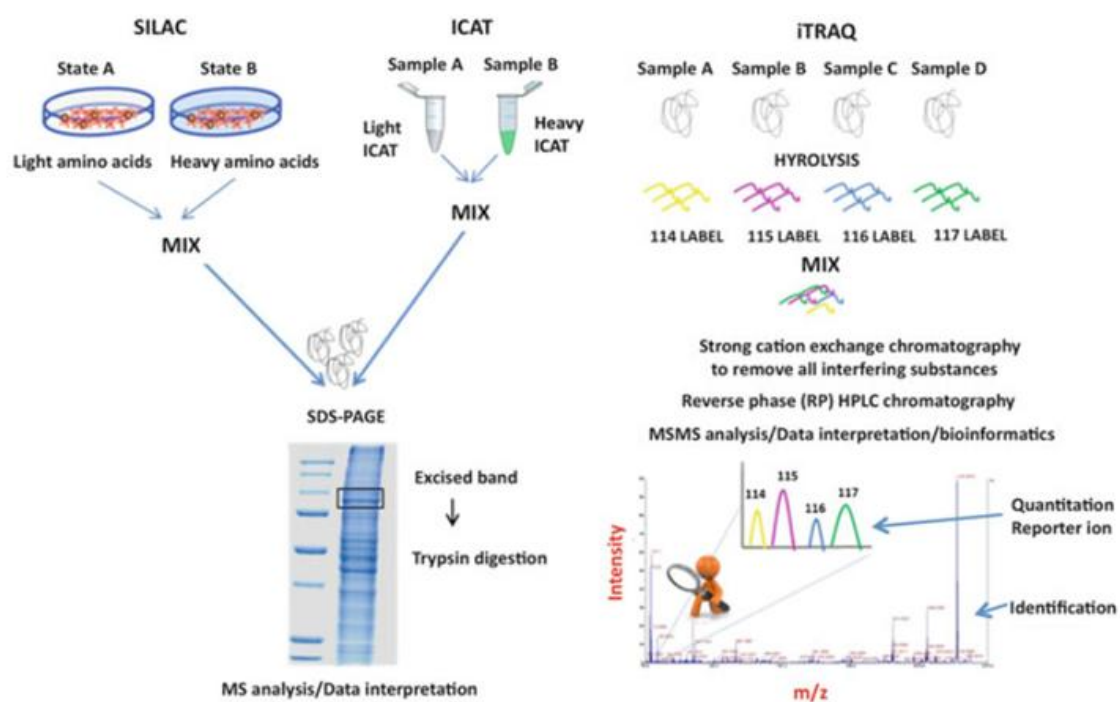 SILAC
State A
State B
Light amino acids
Heavy amino acids
MIX
ICAT
Sample A
Sample B
Light
ICAT
Heavy
ICAT
MIX
SDS-PAGE
Excised band
Trypsin digestion
MS analysis/Data interpretation
iTRAQ
Sample A
Sample B
Sample C
Sample D
HYROLYSIS
114 LABEL
115 LABEL
116 LABEL
117 LABEL
MIX
Strong cation exchange chromatography
to remove all interfering substances
Reverse phase (RP) HPLC chromatography
MSMS analysis/Data interpretation/bioinformatics
114
115
116
117
Quantitation
Reporter ion
Identification
Intensity
m/z